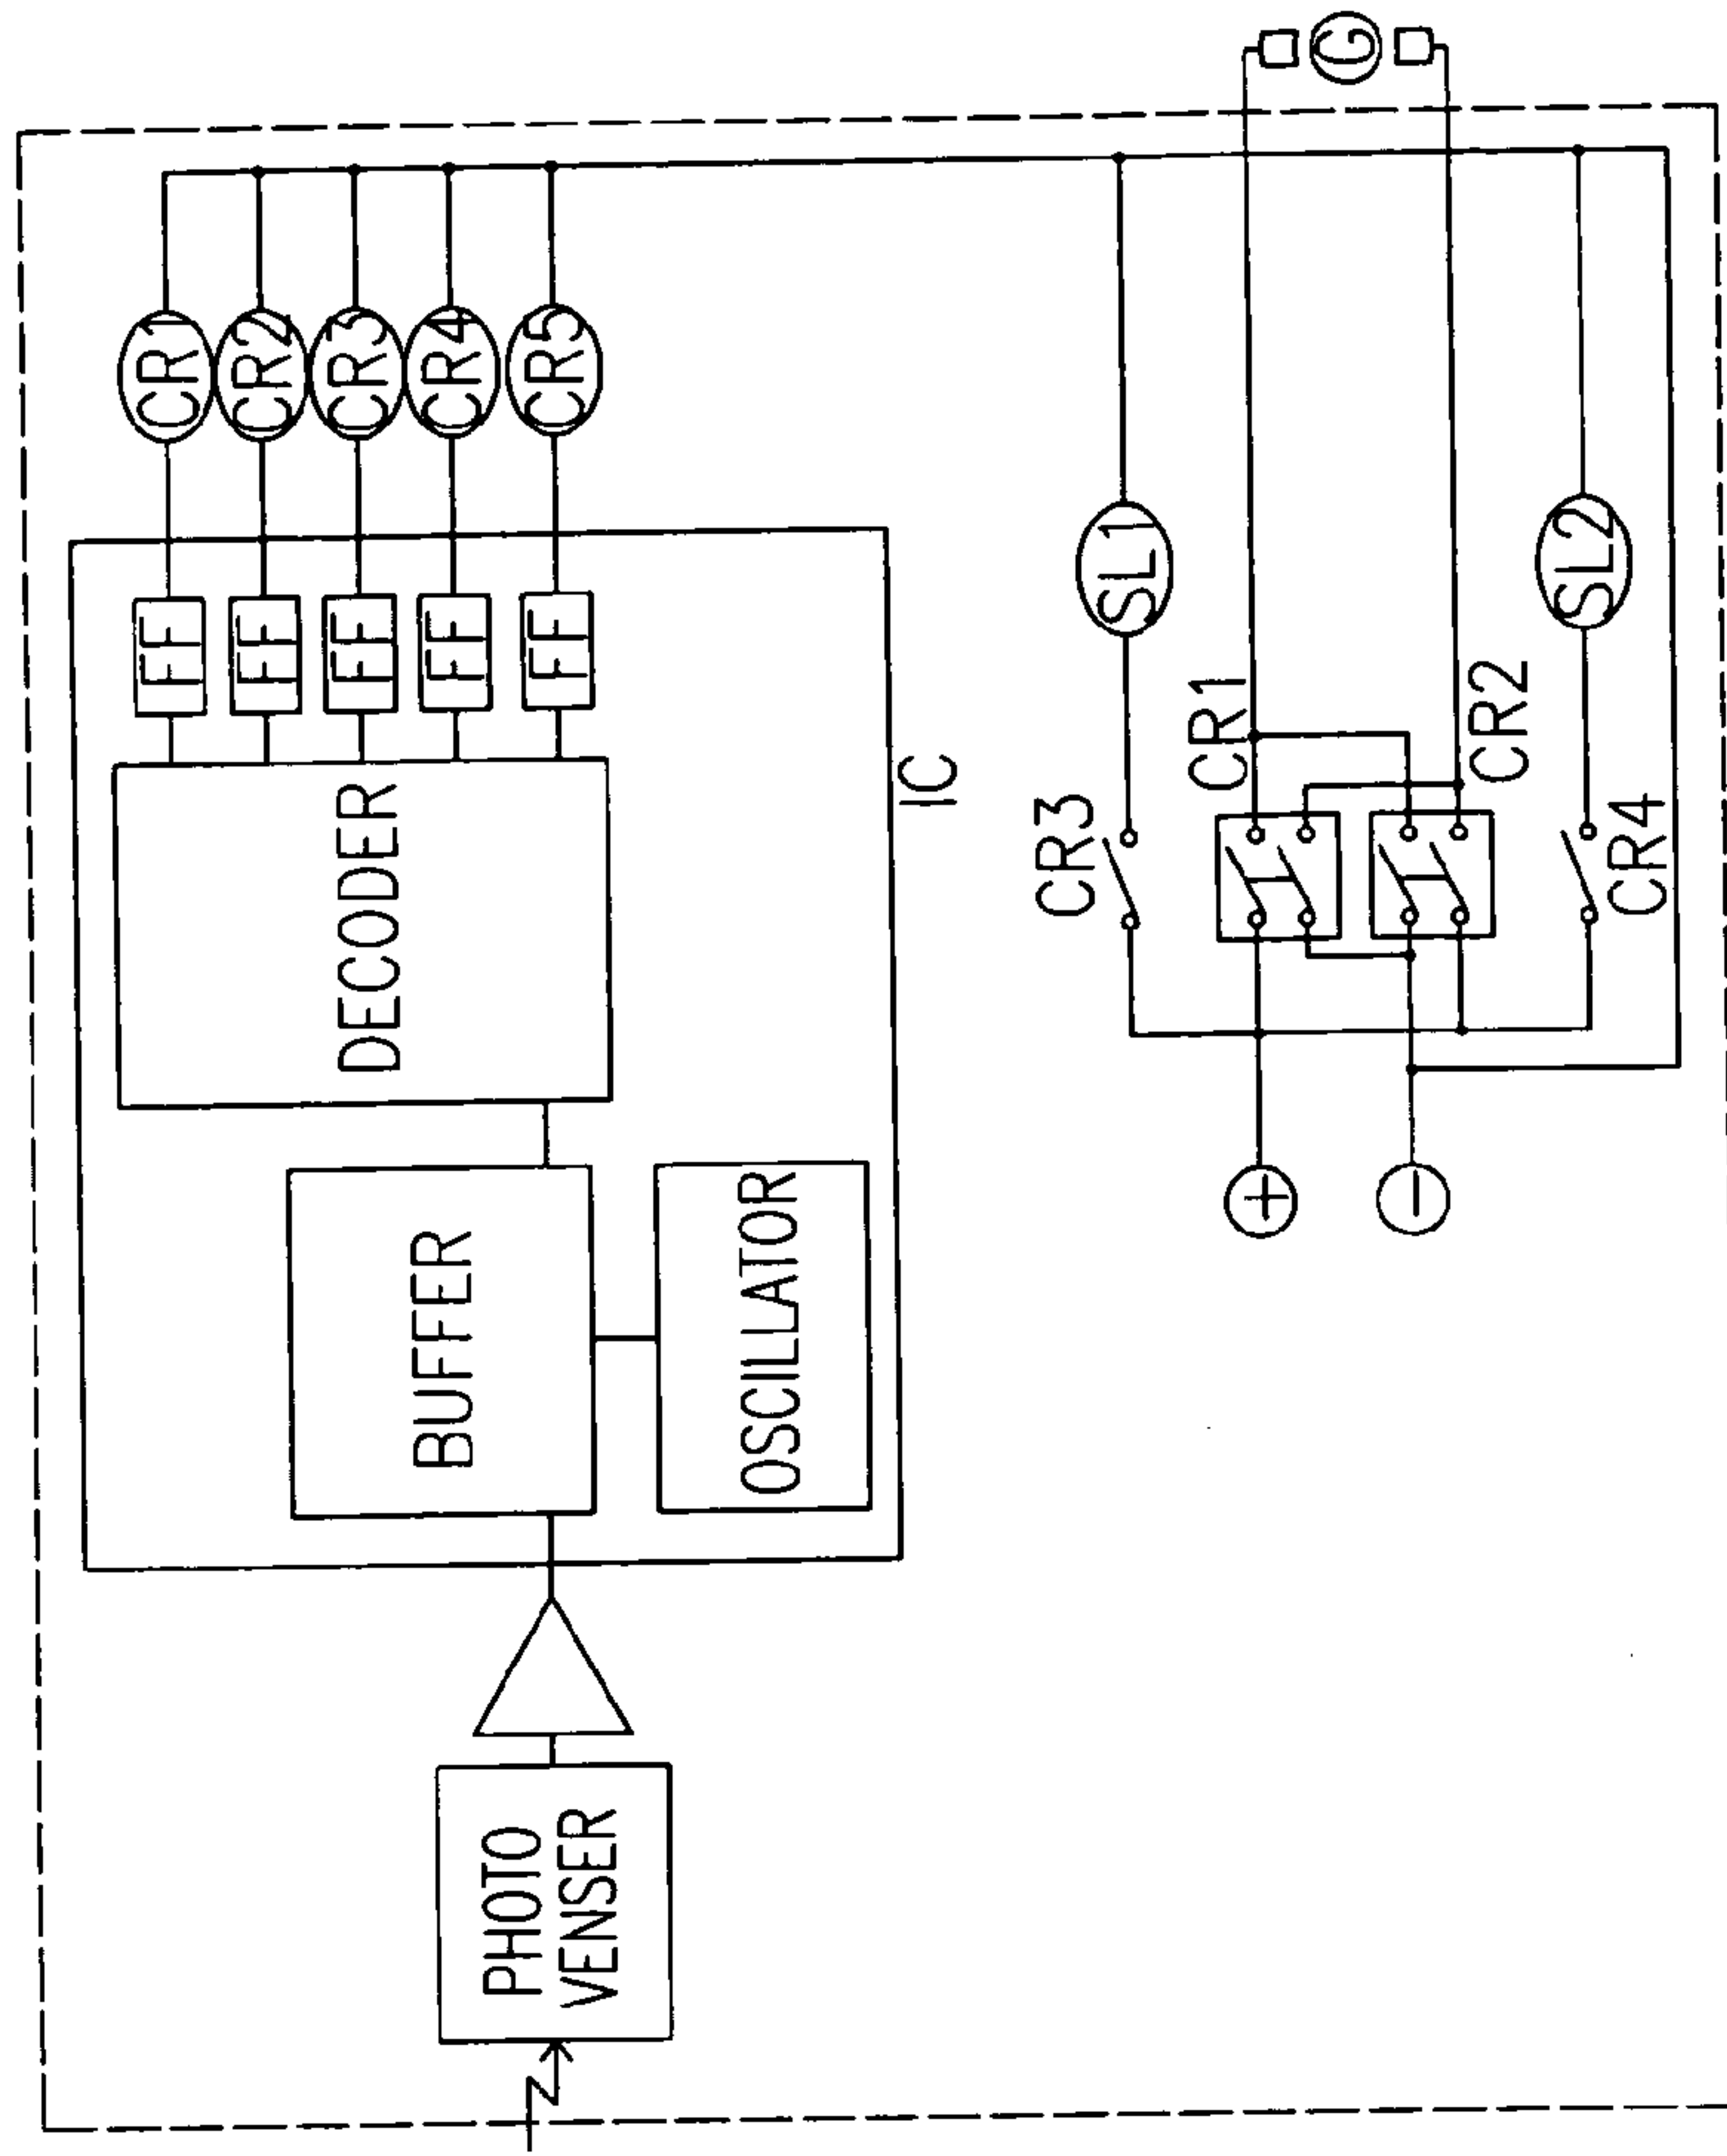 FF CR1
FF CR2
FF CR3
DECODER
FF CR4
BUFFER
FF CR5
PHOTO
VENSER
OSCILLATOR
IC
CR3
SL1
CR1
+
G
−
CR2
SL2
CR4